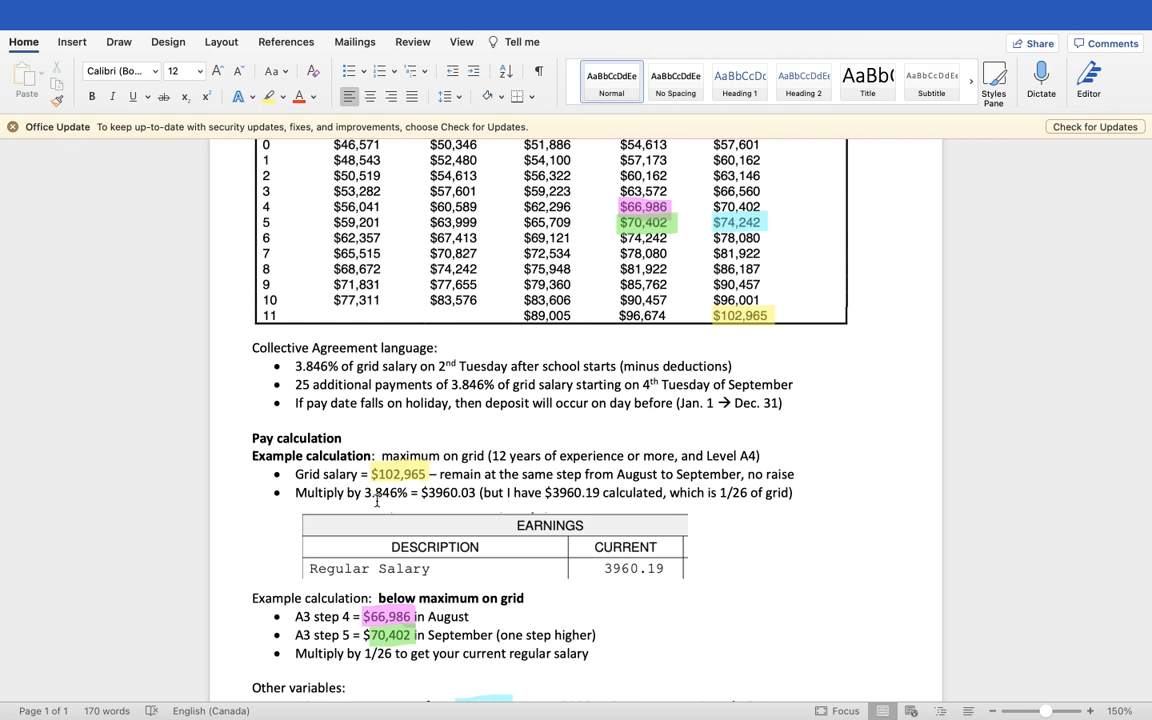 Home Insert Draw Design Layout References Mailings Review View Tell me Share Comments
Paste Calibri (Bo... 12 A A Aa A AaBbCcDdEe AaBbCcDdEe AaBbCcDc AaBbCcDdEe AaBb( AaBbCcDdEe
B I U ab x₂ x² A A Normal No Spacing Heading 1 Heading 2 Title Subtitle Styles Pane Dictate Editor
Office Update To keep up-to-date with security updates, fixes, and improvements, choose Check for Updates. Check for Updates
0 $46,571 $50,346 $51,886 $54,613 $57,601
1 $48,543 $52,480 $54,100 $57,173 $60,162
2 $50,519 $54,613 $56,322 $60,162 $63,146
3 $53,282 $57,601 $59,223 $63,572 $66,560
4 $56,041 $60,589 $62,296 $66,986 $70,402
5 $59,201 $63,999 $65,709 $70,402 $74,242
6 $62,357 $67,413 $69,121 $74,242 $78,080
7 $65,515 $70,827 $72,534 $78,080 $81,922
8 $68,672 $74,242 $75,948 $81,922 $86,187
9 $71,831 $77,655 $79,360 $85,762 $90,457
10 $77,311 $83,576 $83,606 $90,457 $96,001
11 $89,005 $96,674 $102,965
Collective Agreement language:
• 3.846% of grid salary on 2nd Tuesday after school starts (minus deductions)
• 25 additional payments of 3.846% of grid salary starting on 4th Tuesday of September
• If pay date falls on holiday, then deposit will occur on day before (Jan. 1 → Dec. 31)
Pay calculation
Example calculation: maximum on grid (12 years of experience or more, and Level A4)
• Grid salary = $102,965 – remain at the same step from August to September, no raise
• Multiply by 3.846% = $3960.03 (but I have $3960.19 calculated, which is 1/26 of grid)
EARNINGS
DESCRIPTION CURRENT
Regular Salary 3960.19
Example calculation: below maximum on grid
• A3 step 4 = $66,986 in August
• A3 step 5 = $70,402 in September (one step higher)
• Multiply by 1/26 to get your current regular salary
Other variables:
Page 1 of 1 170 words English (Canada) Focus 150%